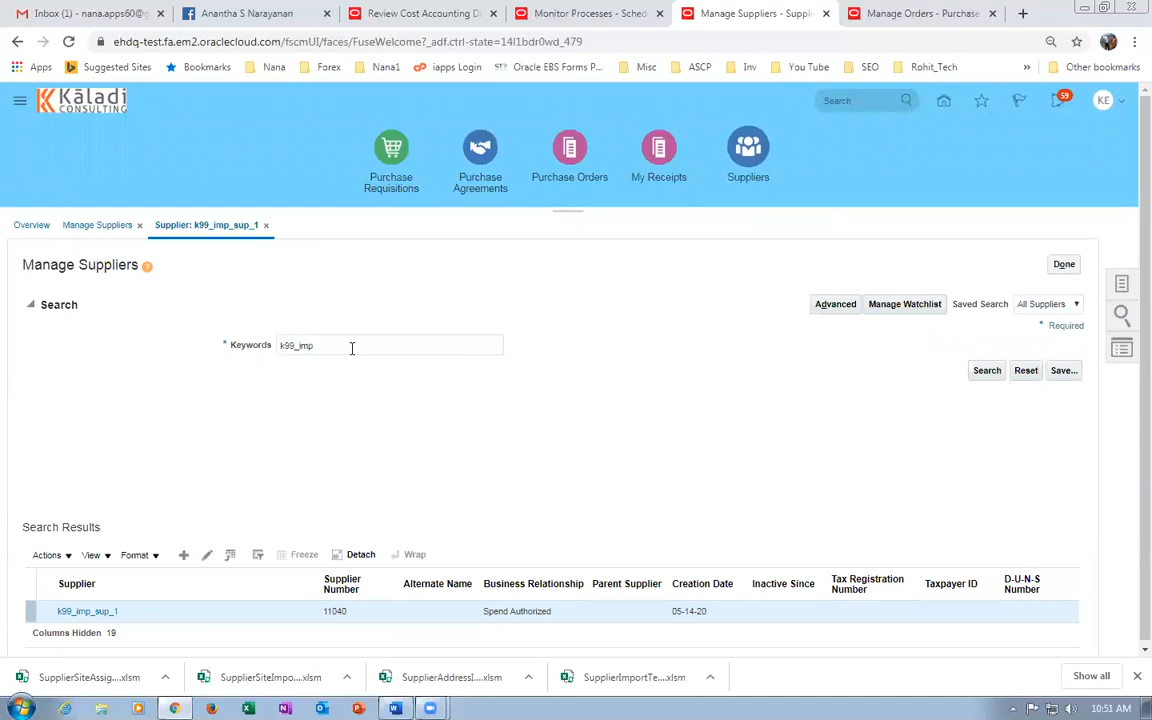 Inbox (1) - nana.apps60@g
Anantha S Narayanan
Review Cost Accounting Di
Monitor Processes - Sched
Manage Suppliers - Suppli
Manage Orders - Purchase
ehdq-test.fa.em2.oraclecloud.com/fscmUI/faces/FuseWelcome?_adf.ctrl-state=14l1bdr0wd_479
Apps
Suggested Sites
Bookmarks
Nana
Forex
Nana1
iapps Login
Oracle EBS Forms P...
Misc
ASCP
Inv
You Tube
SEO
Rohit_Tech
Other bookmarks
Kāladi
CONSULTING
Search
59
KE
Purchase Requisitions
Purchase Agreements
Purchase Orders
My Receipts
Suppliers
Overview
Manage Suppliers
Supplier: k99_imp_sup_1
Manage Suppliers
Done
Search
Advanced
Manage Watchlist
Saved Search
All Suppliers
* Required
* Keywords
k99_imp
Search
Reset
Save...
Search Results
Actions
View
Format
Freeze
Detach
Wrap
Supplier
Supplier Number
Alternate Name
Business Relationship
Parent Supplier
Creation Date
Inactive Since
Tax Registration Number
Taxpayer ID
D-U-N-S Number
k99_imp_sup_1
11040
Spend Authorized
05-14-20
Columns Hidden 19
SupplierSiteAssig....xlsm
SupplierSiteImpo....xlsm
SupplierAddressI....xlsm
SupplierImportTe....xlsm
Show all
10:51 AM